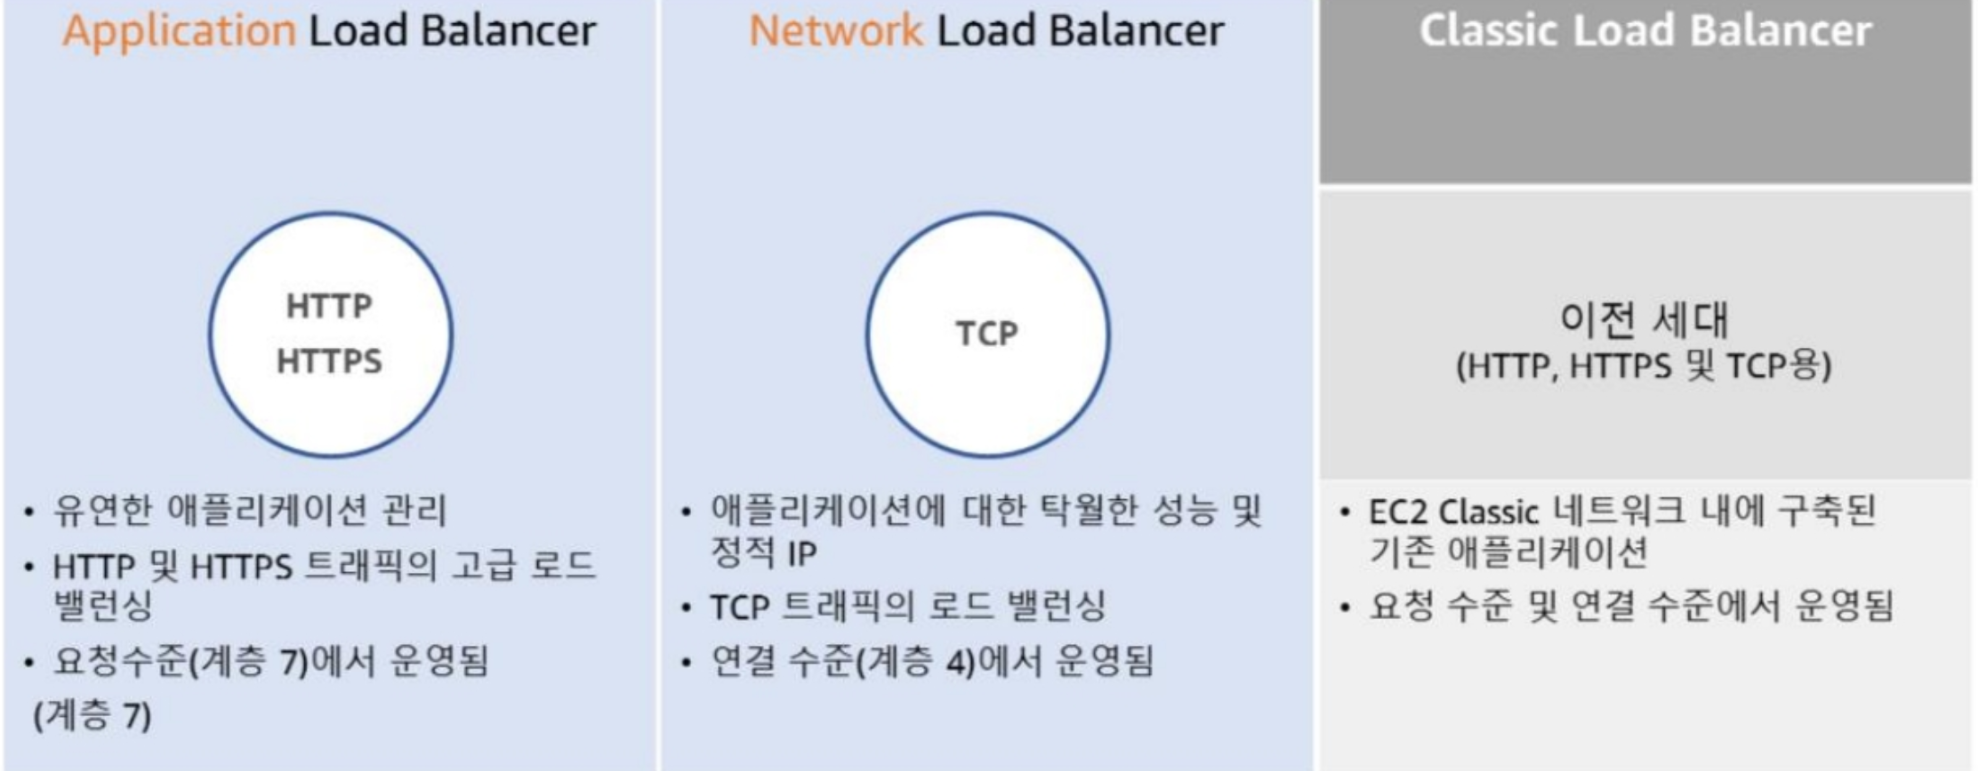 Application Load Balancer
HTTP
HTTPS
• 유연한 애플리케이션 관리
• HTTP 및 HTTPS 트래픽의 고급 로드
밸런싱
• 요청수준(계층 7)에서 운영됨
(계층 7)
Network Load Balancer
TCP
• 애플리케이션에 대한 탁월한 성능 및
정적 IP
• TCP 트래픽의 로드 밸런싱
• 연결 수준(계층 4)에서 운영됨
Classic Load Balancer
이전 세대
(HTTP, HTTPS 및 TCP용)
• EC2 Classic 네트워크 내에 구축된
기존 애플리케이션
• 요청 수준 및 연결 수준에서 운영됨